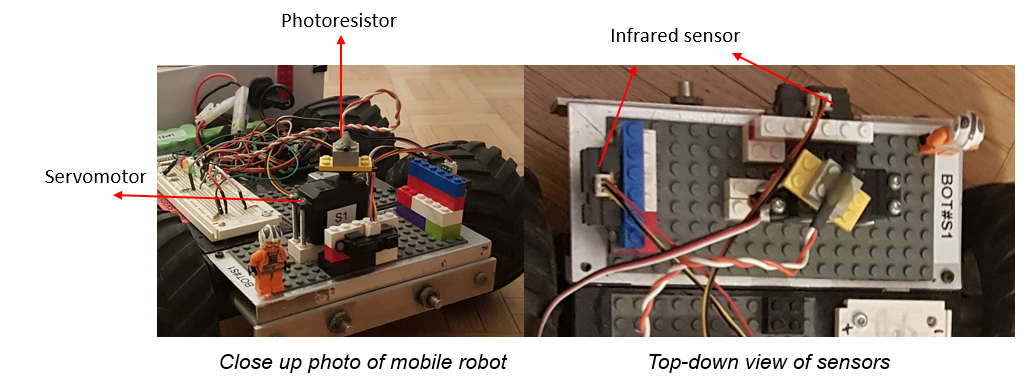 Photoresistor
Infrared sensor
Servomotor
S1
BOT#S1
BOT#S1
Close up photo of mobile robot
Top-down view of sensors